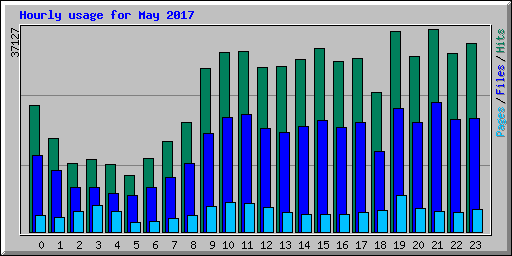 Hourly usage for May 2017
37127
Pages / Files / Hits
0 1 2 3 4 5 6 7 8 9 10 11 12 13 14 15 16 17 18 19 20 21 22 23